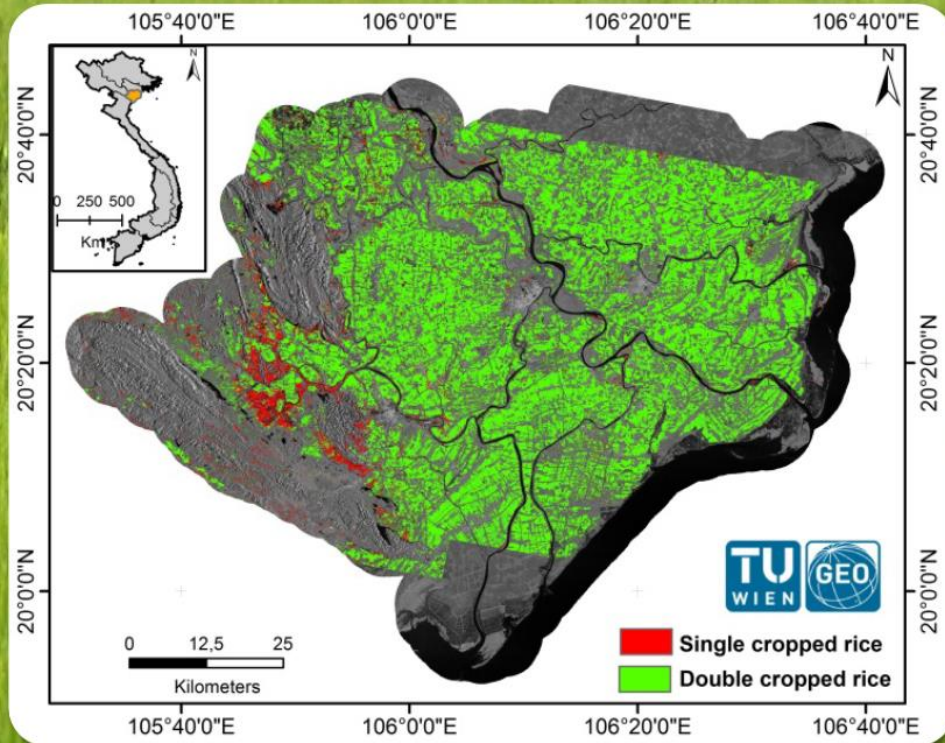 105°40'0"E 106°0'0"E 106°20'0"E 106°40'0"E
N
N
0 250 500
Km
20°40'0"N
20°40'0"N
20°20'0"N
20°20'0"N
20°0'0"N
20°0'0"N
TU
WIEN
GEO
0 12,5 25
Kilometers
Single cropped rice
Double cropped rice
105°40'0"E 106°0'0"E 106°20'0"E 106°40'0"E